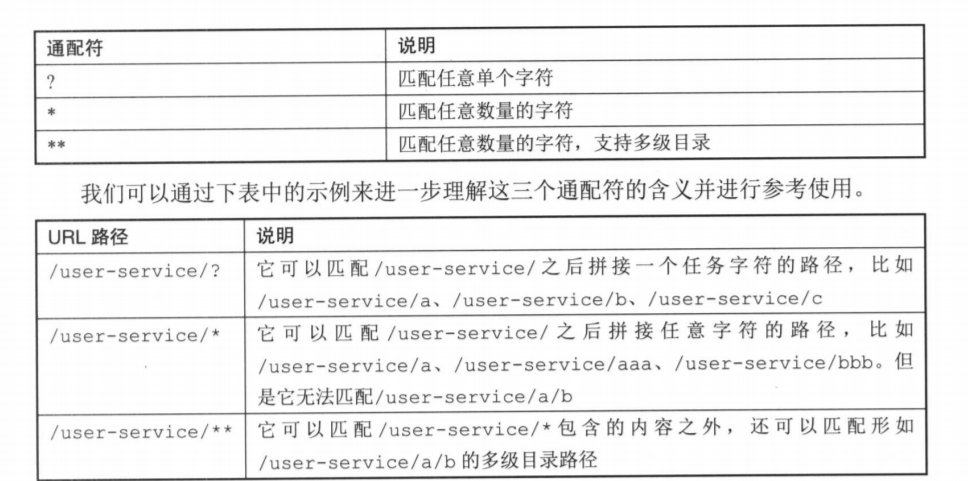 通配符 说明
? 匹配任意单个字符
* 匹配任意数量的字符
** 匹配任意数量的字符，支持多级目录
我们可以通过下表中的示例来进一步理解这三个通配符的含义并进行参考使用。
URL 路径 说明
/user-service/? 它可以匹配/user-service/之后拼接一个任务字符的路径，比如
/user-service/a、/user-service/b、/user-service/c
/user-service/* 它可以匹配/user-service/之后拼接任意字符的路径，比如
/user-service/a、/user-service/aaa、/user-service/bbb。但
是它无法匹配/user-service/a/b
/user-service/** 它可以匹配/user-service/*包含的内容之外，还可以匹配形如
/user-service/a/b 的多级目录路径